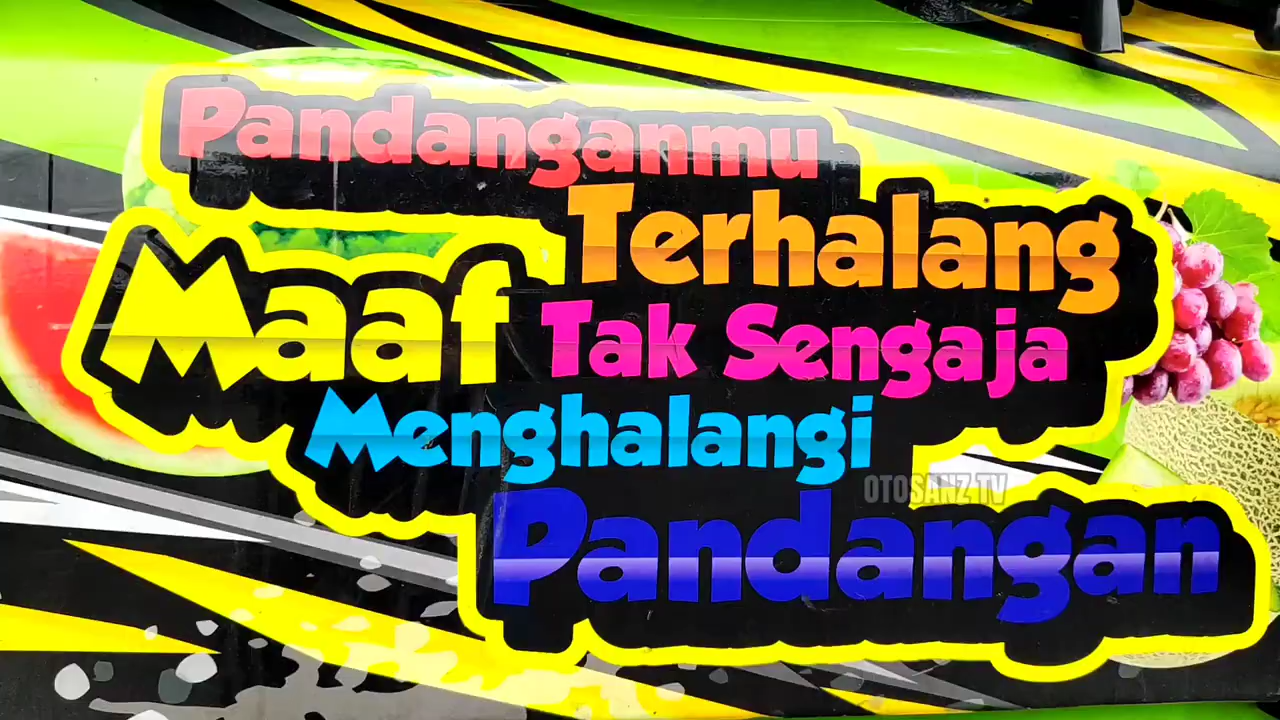 Pandanganmu
Terhalang
Maaf Tak Sengaja
Menghalangi
Pandangan
OTOSANZ TV